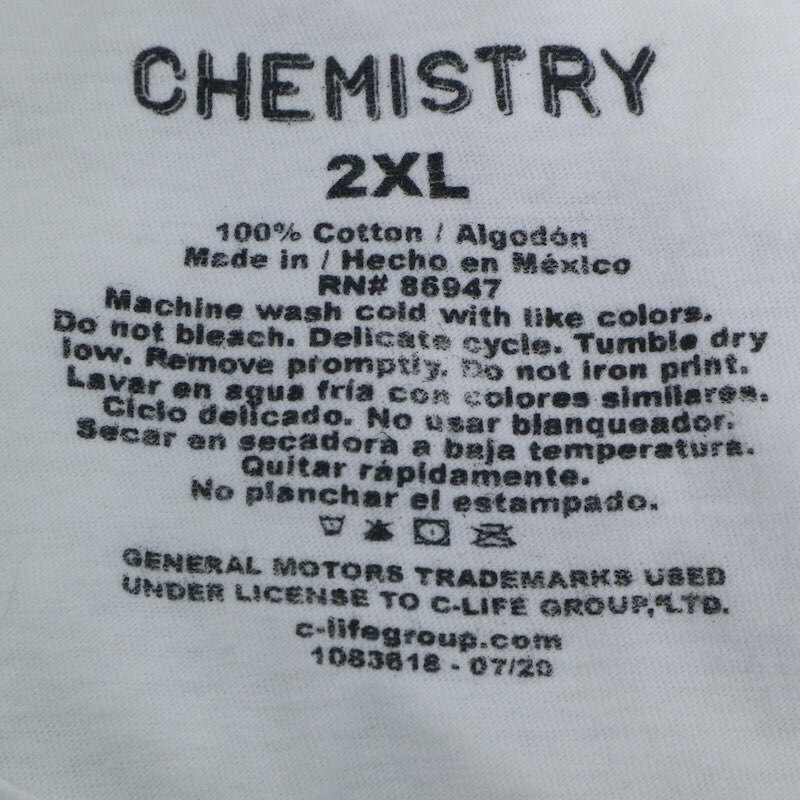 CHEMISTRY
2XL
100% Cotton / Algodón
Made in / Hecho en México
RN# 86947
Machine wash cold with like colors.
Do not bleach. Delicate cycle. Tumble dry
low. Remove promptly. Do not iron print.
Lavar en agua fría con colores similares.
Ciclo delicado. No usar blanqueador.
Secar en secadora a baja temperatura.
Quitar rápidamente.
No planchar el estampado.
GENERAL MOTORS TRADEMARKS USED
UNDER LICENSE TO C-LIFE GROUP, LTD.
c-lifegroup.com
1083618 - 07/20